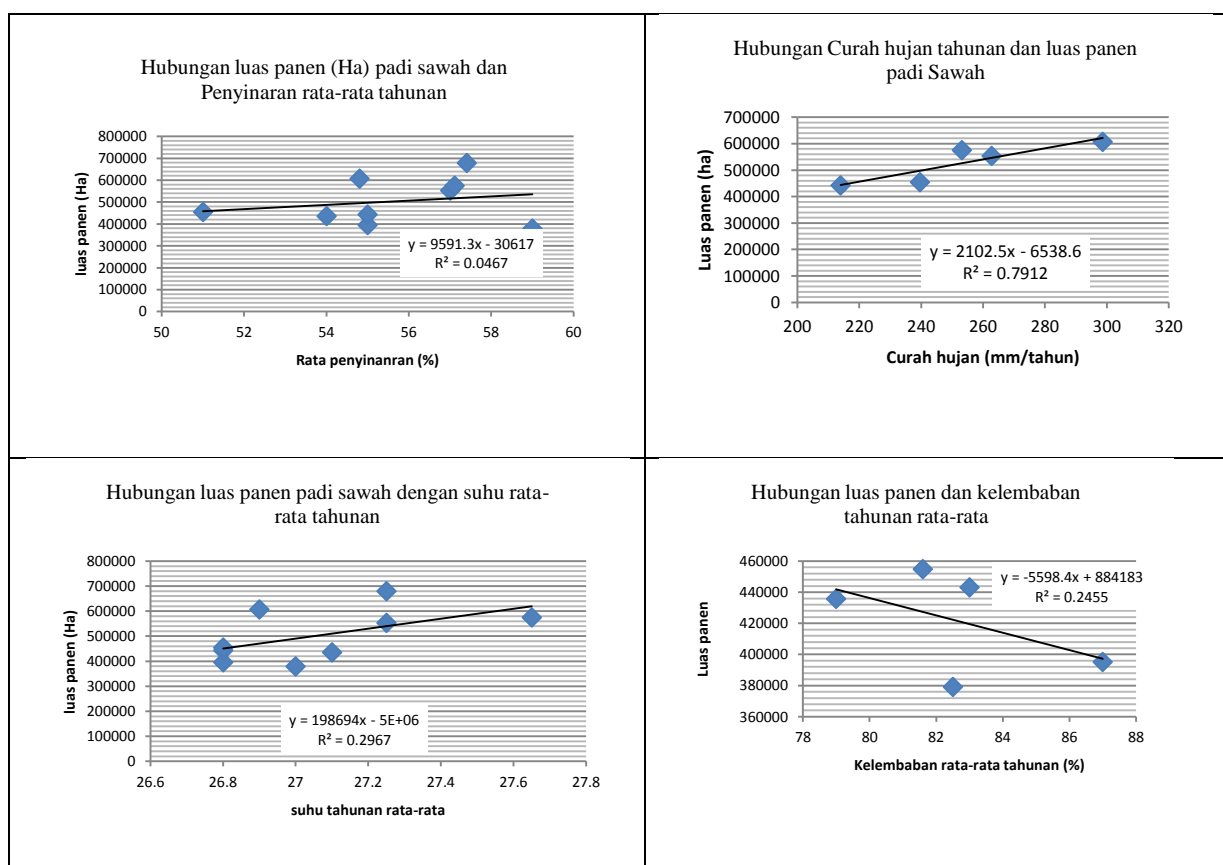 Hubungan luas panen (Ha) padi sawah dan
Penyinaran rata-rata tahunan
800000
700000
600000
500000
400000
300000
200000
100000
0
luas panen (Ha)
y = 9591.3x - 30617
R² = 0.0467
50 52 54 56 58 60
Rata penyinanran (%)
Hubungan Curah hujan tahunan dan luas panen
padi Sawah
700000
600000
500000
400000
300000
200000
100000
0
Luas panen (ha)
y = 2102.5x - 6538.6
R² = 0.7912
200 220 240 260 280 300 320
Curah hujan (mm/tahun)
Hubungan luas panen padi sawah dengan suhu rata-
rata tahunan
800000
700000
600000
500000
400000
300000
200000
100000
0
luas panen (Ha)
y = 198694x - 5E+06
R² = 0.2967
26.6 26.8 27 27.2 27.4 27.6 27.8
suhu tahunan rata-rata
Hubungan luas panen dan kelembaban
tahunan rata-rata
460000
440000
420000
400000
380000
360000
Luas panen
y = -5598.4x + 884183
R² = 0.2455
78 80 82 84 86 88
Kelembaban rata-rata tahunan (%)